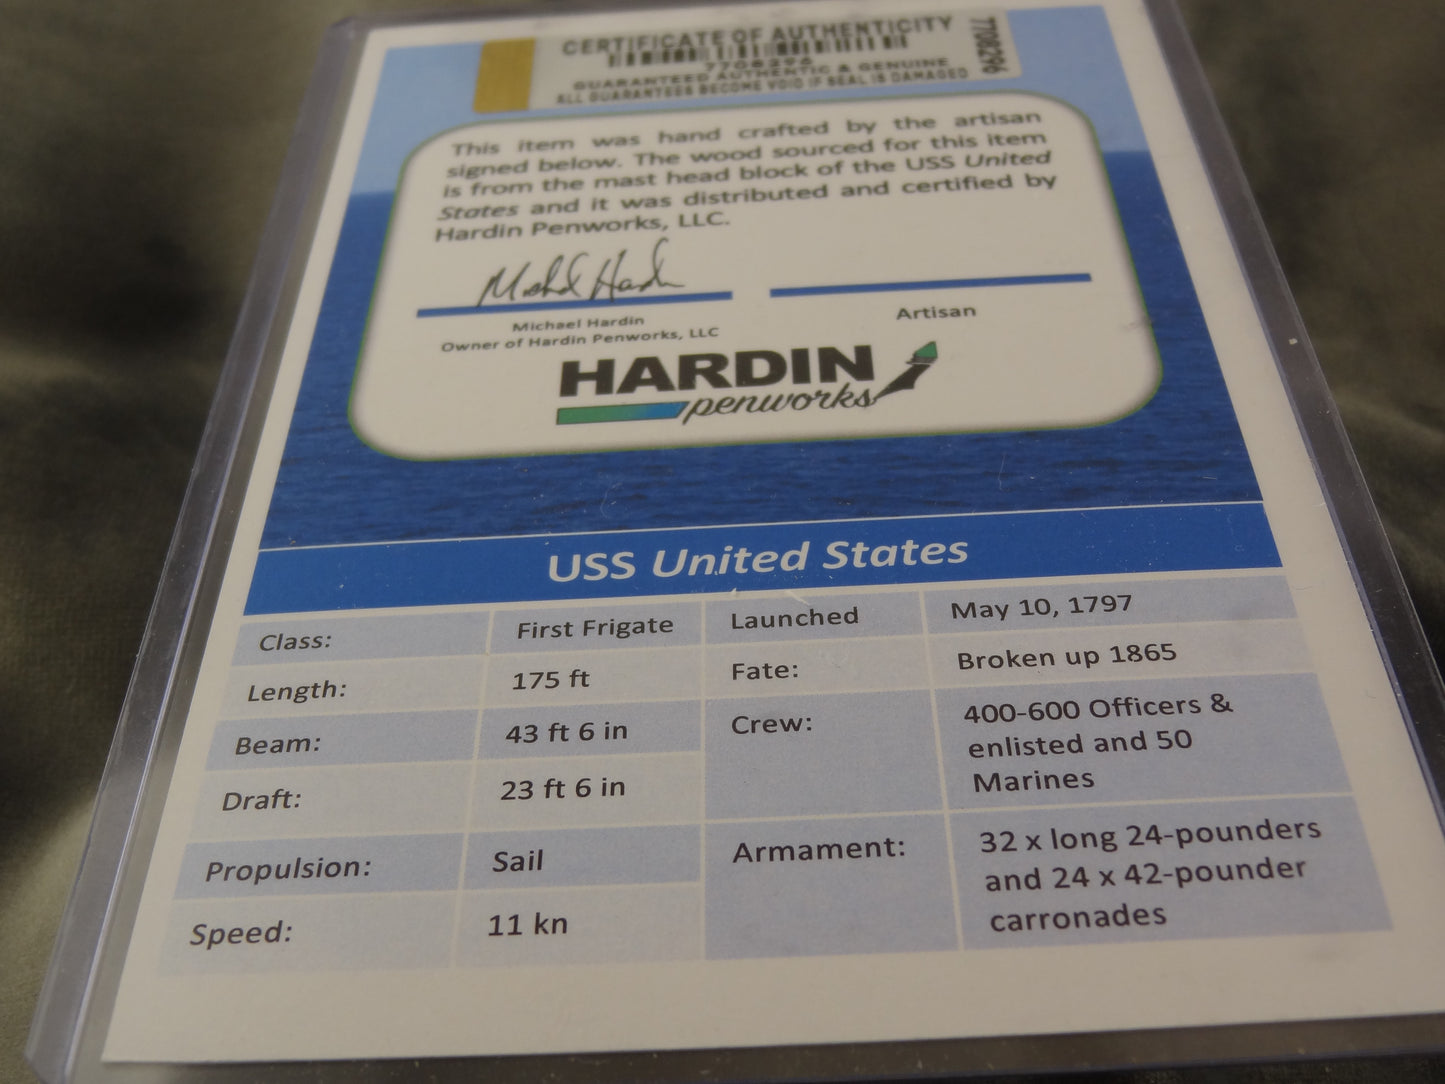 CERTIFICATE OF AUTHENTICITY
7708296
7708296
GUARANTEED AUTHENTIC & GENUINE
ALL GUARANTEES BECOME VOID IF SEAL IS DAMAGED
This item was hand crafted by the artisan
signed below. The wood sourced for this item
is from the mast head block of the USS United
States and it was distributed and certified by
Hardin Penworks, LLC.
Michael Hardin
Michael Hardin
Owner of Hardin Penworks, LLC
Artisan
HARDIN
penworks
USS United States
Class: First Frigate Launched May 10, 1797
Length: 175 ft Fate: Broken up 1865
Beam: 43 ft 6 in Crew: 400-600 Officers &
enlisted and 50
Marines
Draft: 23 ft 6 in
Propulsion: Sail Armament: 32 x long 24-pounders
and 24 x 42-pounder
carronades
Speed: 11 kn